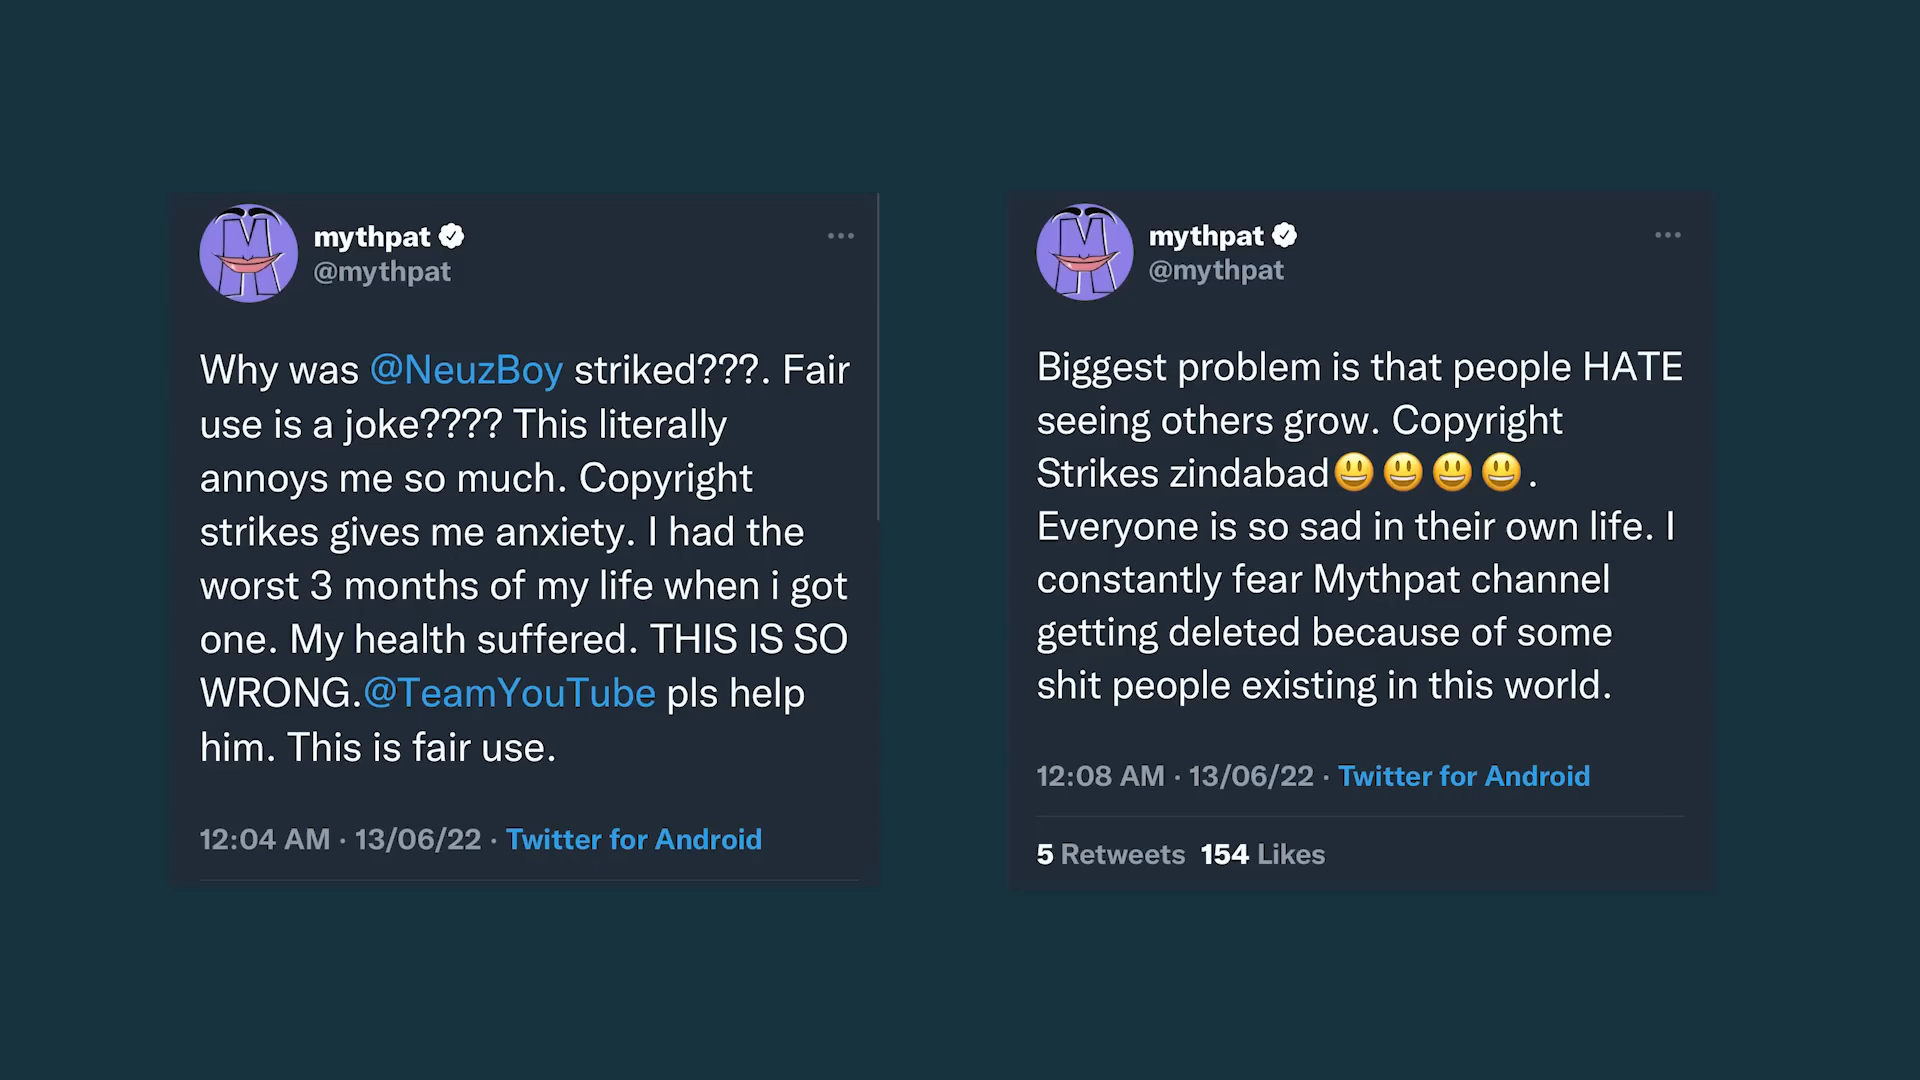 mythpat
@mythpat
Why was @NeuzBoy striked???. Fair
use is a joke???? This literally
annoys me so much. Copyright
strikes gives me anxiety. I had the
worst 3 months of my life when i got
one. My health suffered. THIS IS SO
WRONG.@TeamYouTube pls help
him. This is fair use.
12:04 AM · 13/06/22 · Twitter for Android
mythpat
@mythpat
Biggest problem is that people HATE
seeing others grow. Copyright
Strikes zindabad😃😃😃😃.
Everyone is so sad in their own life. I
constantly fear Mythpat channel
getting deleted because of some
shit people existing in this world.
12:08 AM · 13/06/22 · Twitter for Android
5 Retweets 154 Likes